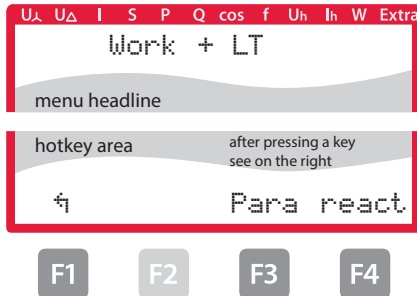 U⅄ U△ I S P Q cos f Uh Ih W Extra
Work + LT
menu headline
hotkey area
after pressing a key
see on the right
↰ Para react
F1 F2 F3 F4